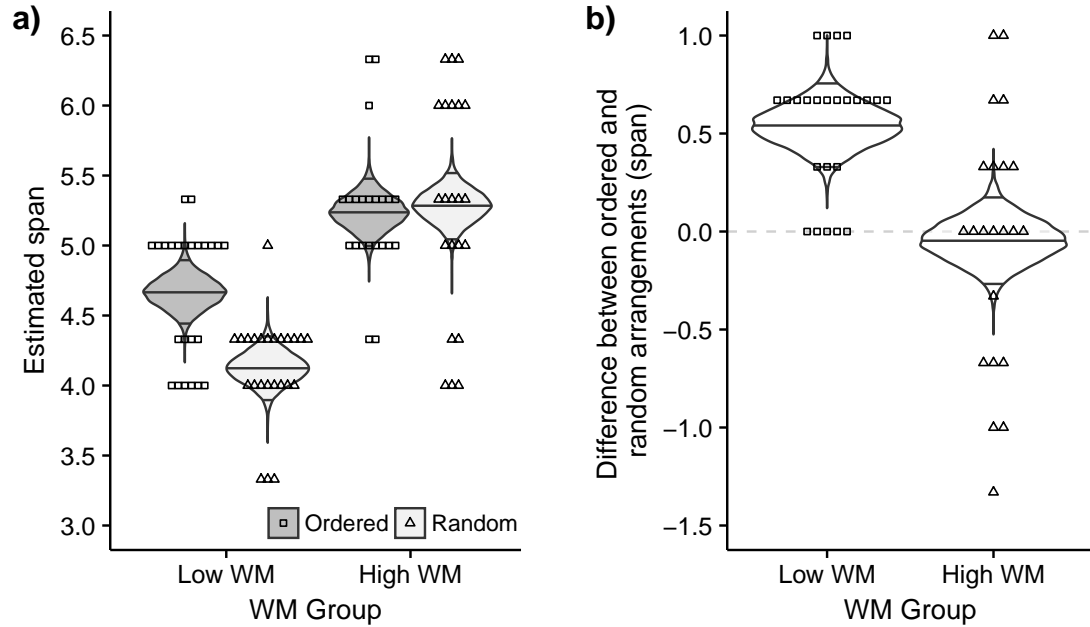 a)
Estimated span
6.5
6.0
5.5
5.0
4.5
4.0
3.5
3.0
Ordered
Random
Low WM
High WM
WM Group
b)
Difference between ordered and
random arrangements (span)
1.0
0.5
0.0
−0.5
−1.0
−1.5
Low WM
High WM
WM Group